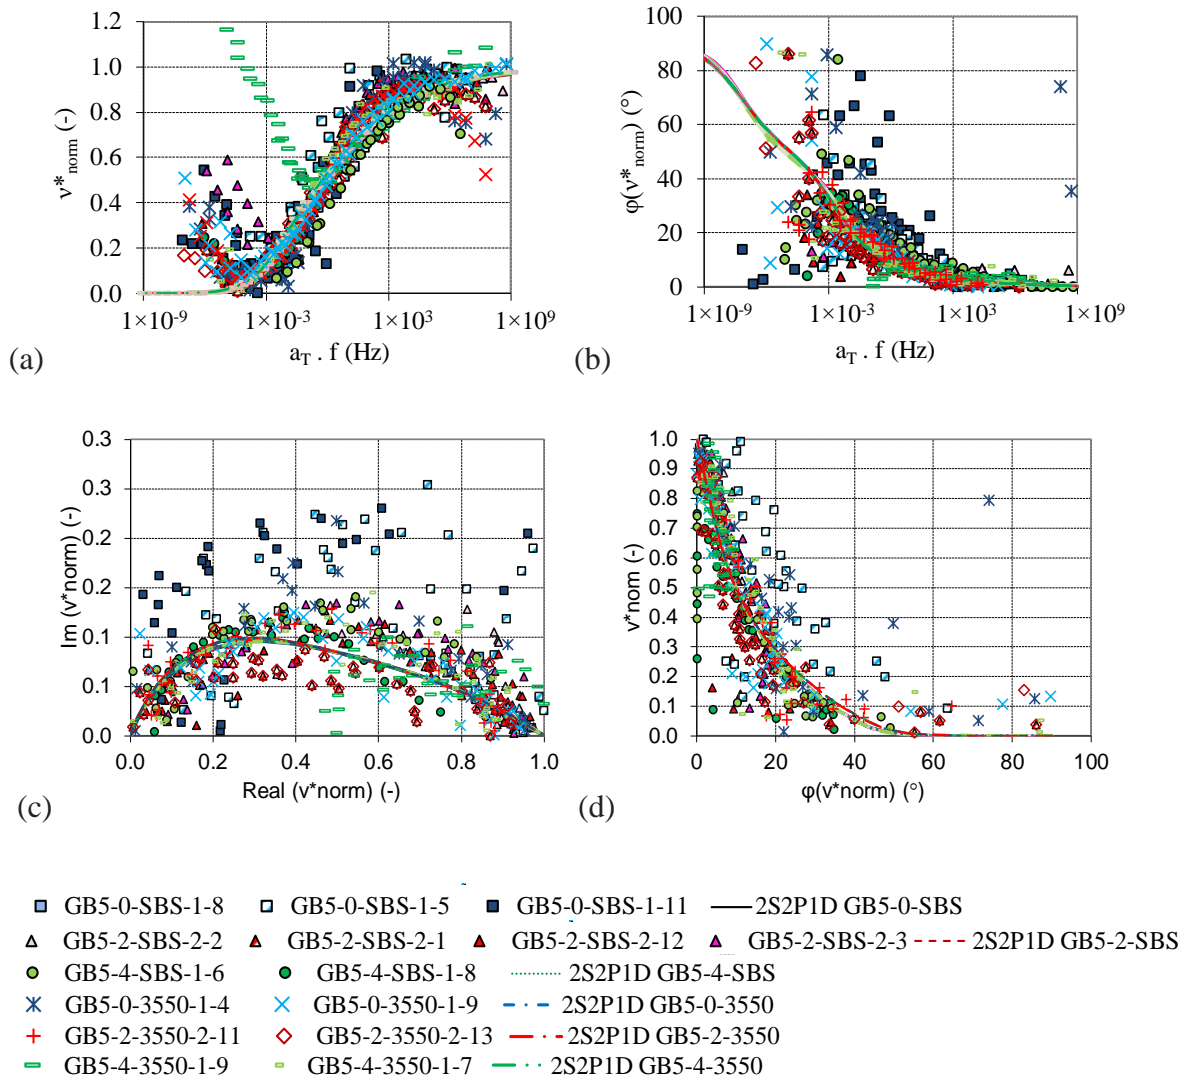 1.2
1.0
0.8
0.6
0.4
0.2
0.0
ν*norm (-)
1×10-9
1×10-3
1×103
1×109
aT . f (Hz)
(a)
100
80
60
40
20
0
φ(ν*norm) (°)
1×10-9
1×10-3
1×103
1×109
aT . f (Hz)
(b)
0.3
0.3
0.2
0.2
0.1
0.1
0.0
Im (v*norm) (-)
0.0 0.2 0.4 0.6 0.8 1.0
Real (v*norm) (-)
(c)
1.0
0.9
0.8
0.7
0.6
0.5
0.4
0.3
0.2
0.1
0.0
v*nom (-)
0 20 40 60 80 100
φ(v*norm) (°)
(d)
GB5-0-SBS-1-8 GB5-0-SBS-1-5 GB5-0-SBS-1-11 2S2P1D GB5-0-SBS
GB5-2-SBS-2-2 GB5-2-SBS-2-1 GB5-2-SBS-2-12 GB5-2-SBS-2-3 2S2P1D GB5-2-SBS
GB5-4-SBS-1-6 GB5-4-SBS-1-8 2S2P1D GB5-4-SBS
GB5-0-3550-1-4 GB5-0-3550-1-9 2S2P1D GB5-0-3550
GB5-2-3550-2-11 GB5-2-3550-2-13 2S2P1D GB5-2-3550
GB5-4-3550-1-9 GB5-4-3550-1-7 2S2P1D GB5-4-3550